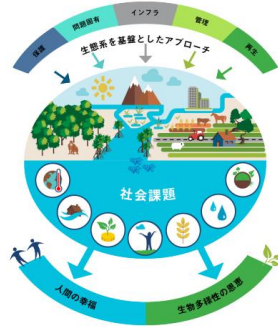 保護
問題固有
インフラ
管理
再生
生態系を基盤としたアプローチ
社会課題
人間の幸福
生物多様性の恩恵